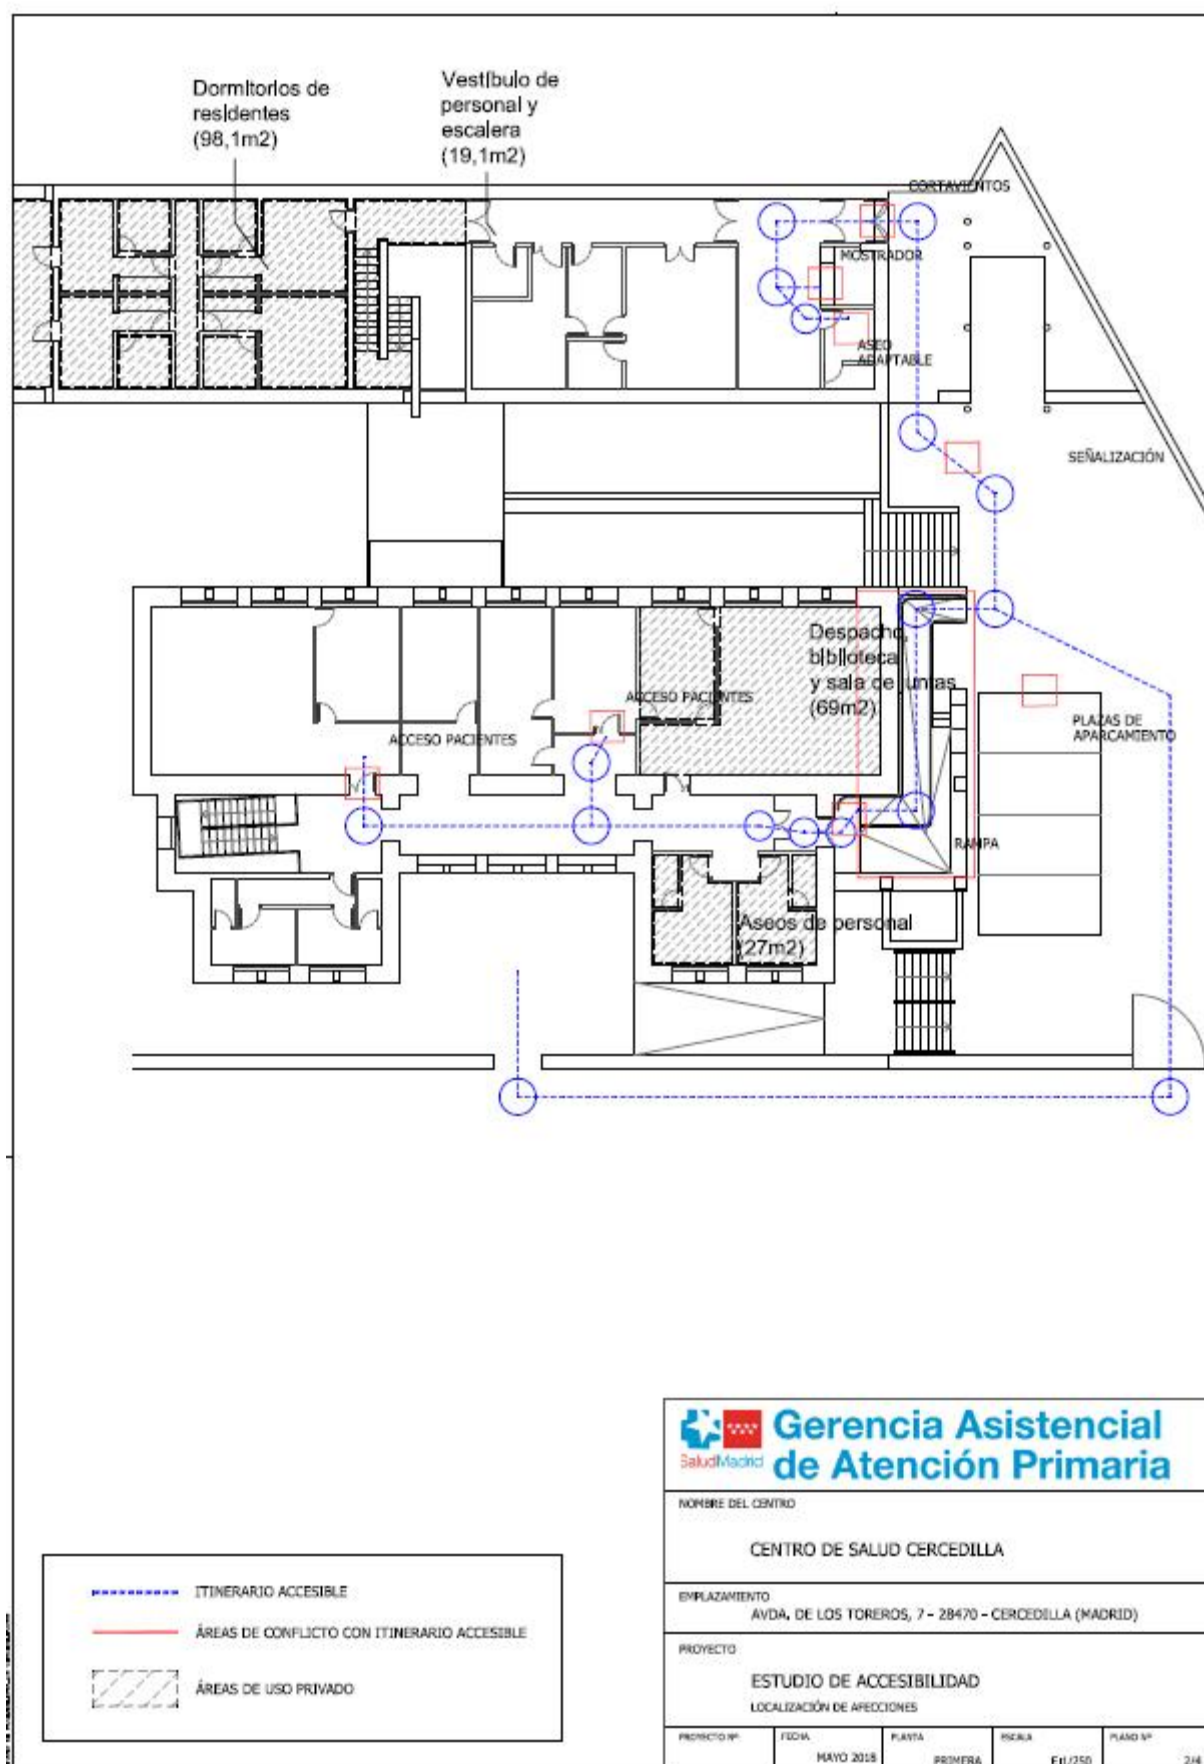 Dormitorios de
residentes
(98,1m2)
Vestíbulo de
personal y
escalera
(19,1m2)
CORTAVIENTOS
MOSTRADOR
ASEO
ADAPTABLE
SEÑALIZACIÓN
Despacho,
biblioteca
y sala de juntas
(69m2)
ACCESO PACIENTES
ACCESO PACIENTES
PLAZAS DE
APARCAMIENTO
RAMPA
Aseos de personal
(27m2)
ITINERARIO ACCESIBLE
ÁREAS DE CONFLICTO CON ITINERARIO ACCESIBLE
ÁREAS DE USO PRIVADO
SaludMadrid
Gerencia Asistencial
de Atención Primaria
NOMBRE DEL CENTRO
CENTRO DE SALUD CERCEDILLA
EMPLAZAMIENTO
AVDA. DE LOS TOREROS, 7 - 28470 - CERCEDILLA (MADRID)
PROYECTO
ESTUDIO DE ACCESIBILIDAD
LOCALIZACIÓN DE AFECCIONES
PROYECTO Nº FECHA PLANTA ESCALA PLANO Nº
MAYO 2018 PRIMERA E:1/250